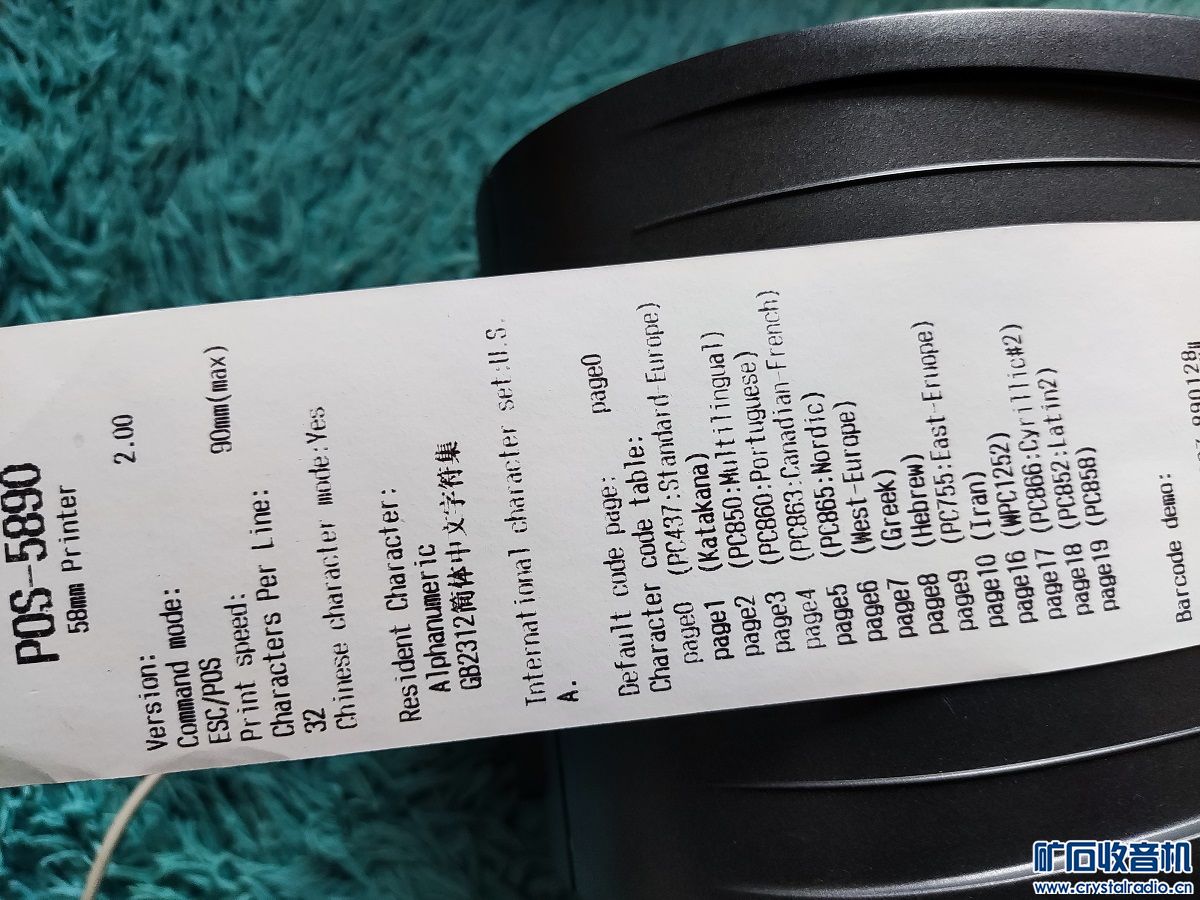 POS-5890
58mm Printer
Version: 2.00
Command mode:
ESC/POS
Print speed: 90mm(max)
Characters Per Line:
32
Chinese character mode:Yes
Resident Character:
Alphanumeric
GB2312简体中文字符集
International character set:U.S.
A.
Default code page: page0
Character code table:
page0 (PC437:Standard-Europe)
page1 (Katakana)
page2 (PC850:Multilingual)
page3 (PC860:Portuguese)
page4 (PC863:Canadian-French)
page5 (PC865:Nordic)
page6 (West-Europe)
page7 (Greek)
page8 (Hebrew)
page9 (PC755:East-Eruope)
page10 (Iran)
page16 (WPC1252)
page17 (PC866:Cyrillic#2)
page18 (PC852:Latin2)
page19 (PC858)
Barcode demo:
矿石收音机
www.crystalradio.cn